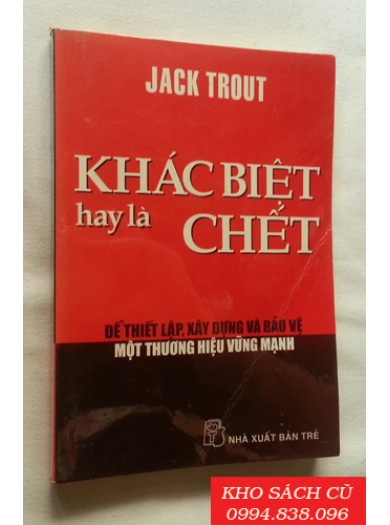 JACK TROUT
KHÁC BIỆT
hay là CHẾT
ĐỂ THIẾT LẬP, XÂY DỰNG VÀ BẢO VỆ
MỘT THƯƠNG HIỆU VỮNG MẠNH
NHÀ XUẤT BẢN TRẺ
KHO SÁCH CŨ
0994.838.096